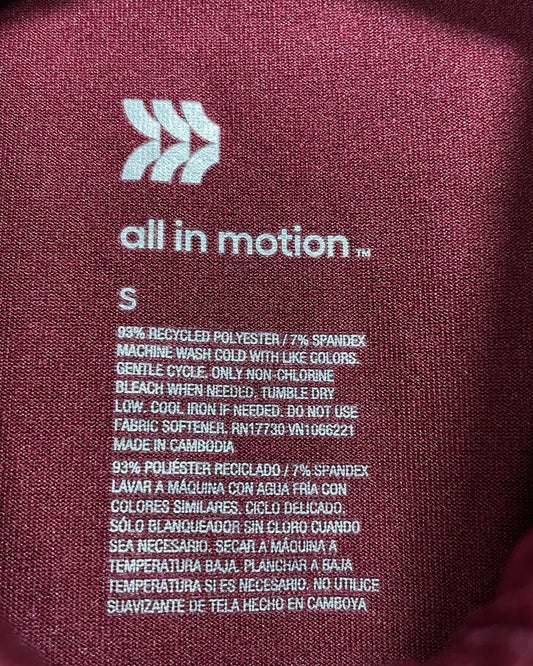 all in motion™
S
93% RECYCLED POLYESTER / 7% SPANDEX
MACHINE WASH COLD WITH LIKE COLORS.
GENTLE CYCLE. ONLY NON-CHLORINE
BLEACH WHEN NEEDED. TUMBLE DRY
LOW. COOL IRON IF NEEDED. DO NOT USE
FABRIC SOFTENER. RN17730 VN1066221
MADE IN CAMBODIA
93% POLIÉSTER RECICLADO / 7% SPANDEX
LAVAR A MÁQUINA CON AGUA FRÍA CON
COLORES SIMILARES. CICLO DELICADO.
SÓLO BLANQUEADOR SIN CLORO CUANDO
SEA NECESARIO. SECAR A MÁQUINA A
TEMPERATURA BAJA. PLANCHAR A BAJA
TEMPERATURA SI ES NECESARIO. NO UTILICE
SUAVIZANTE DE TELA HECHO EN CAMBOYA